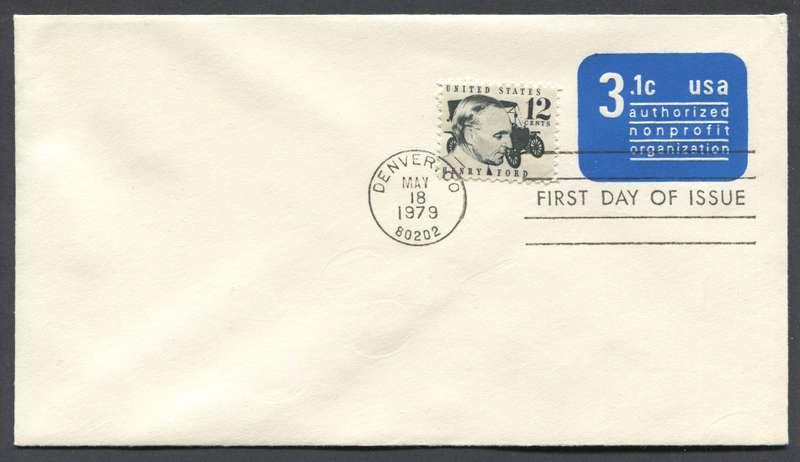 3.1c usa
authorized
nonprofit
organization
UNITED STATES
12
CENTS
HENRY FORD
DENVER, CO
MAY
18
1979
80202
FIRST DAY OF ISSUE